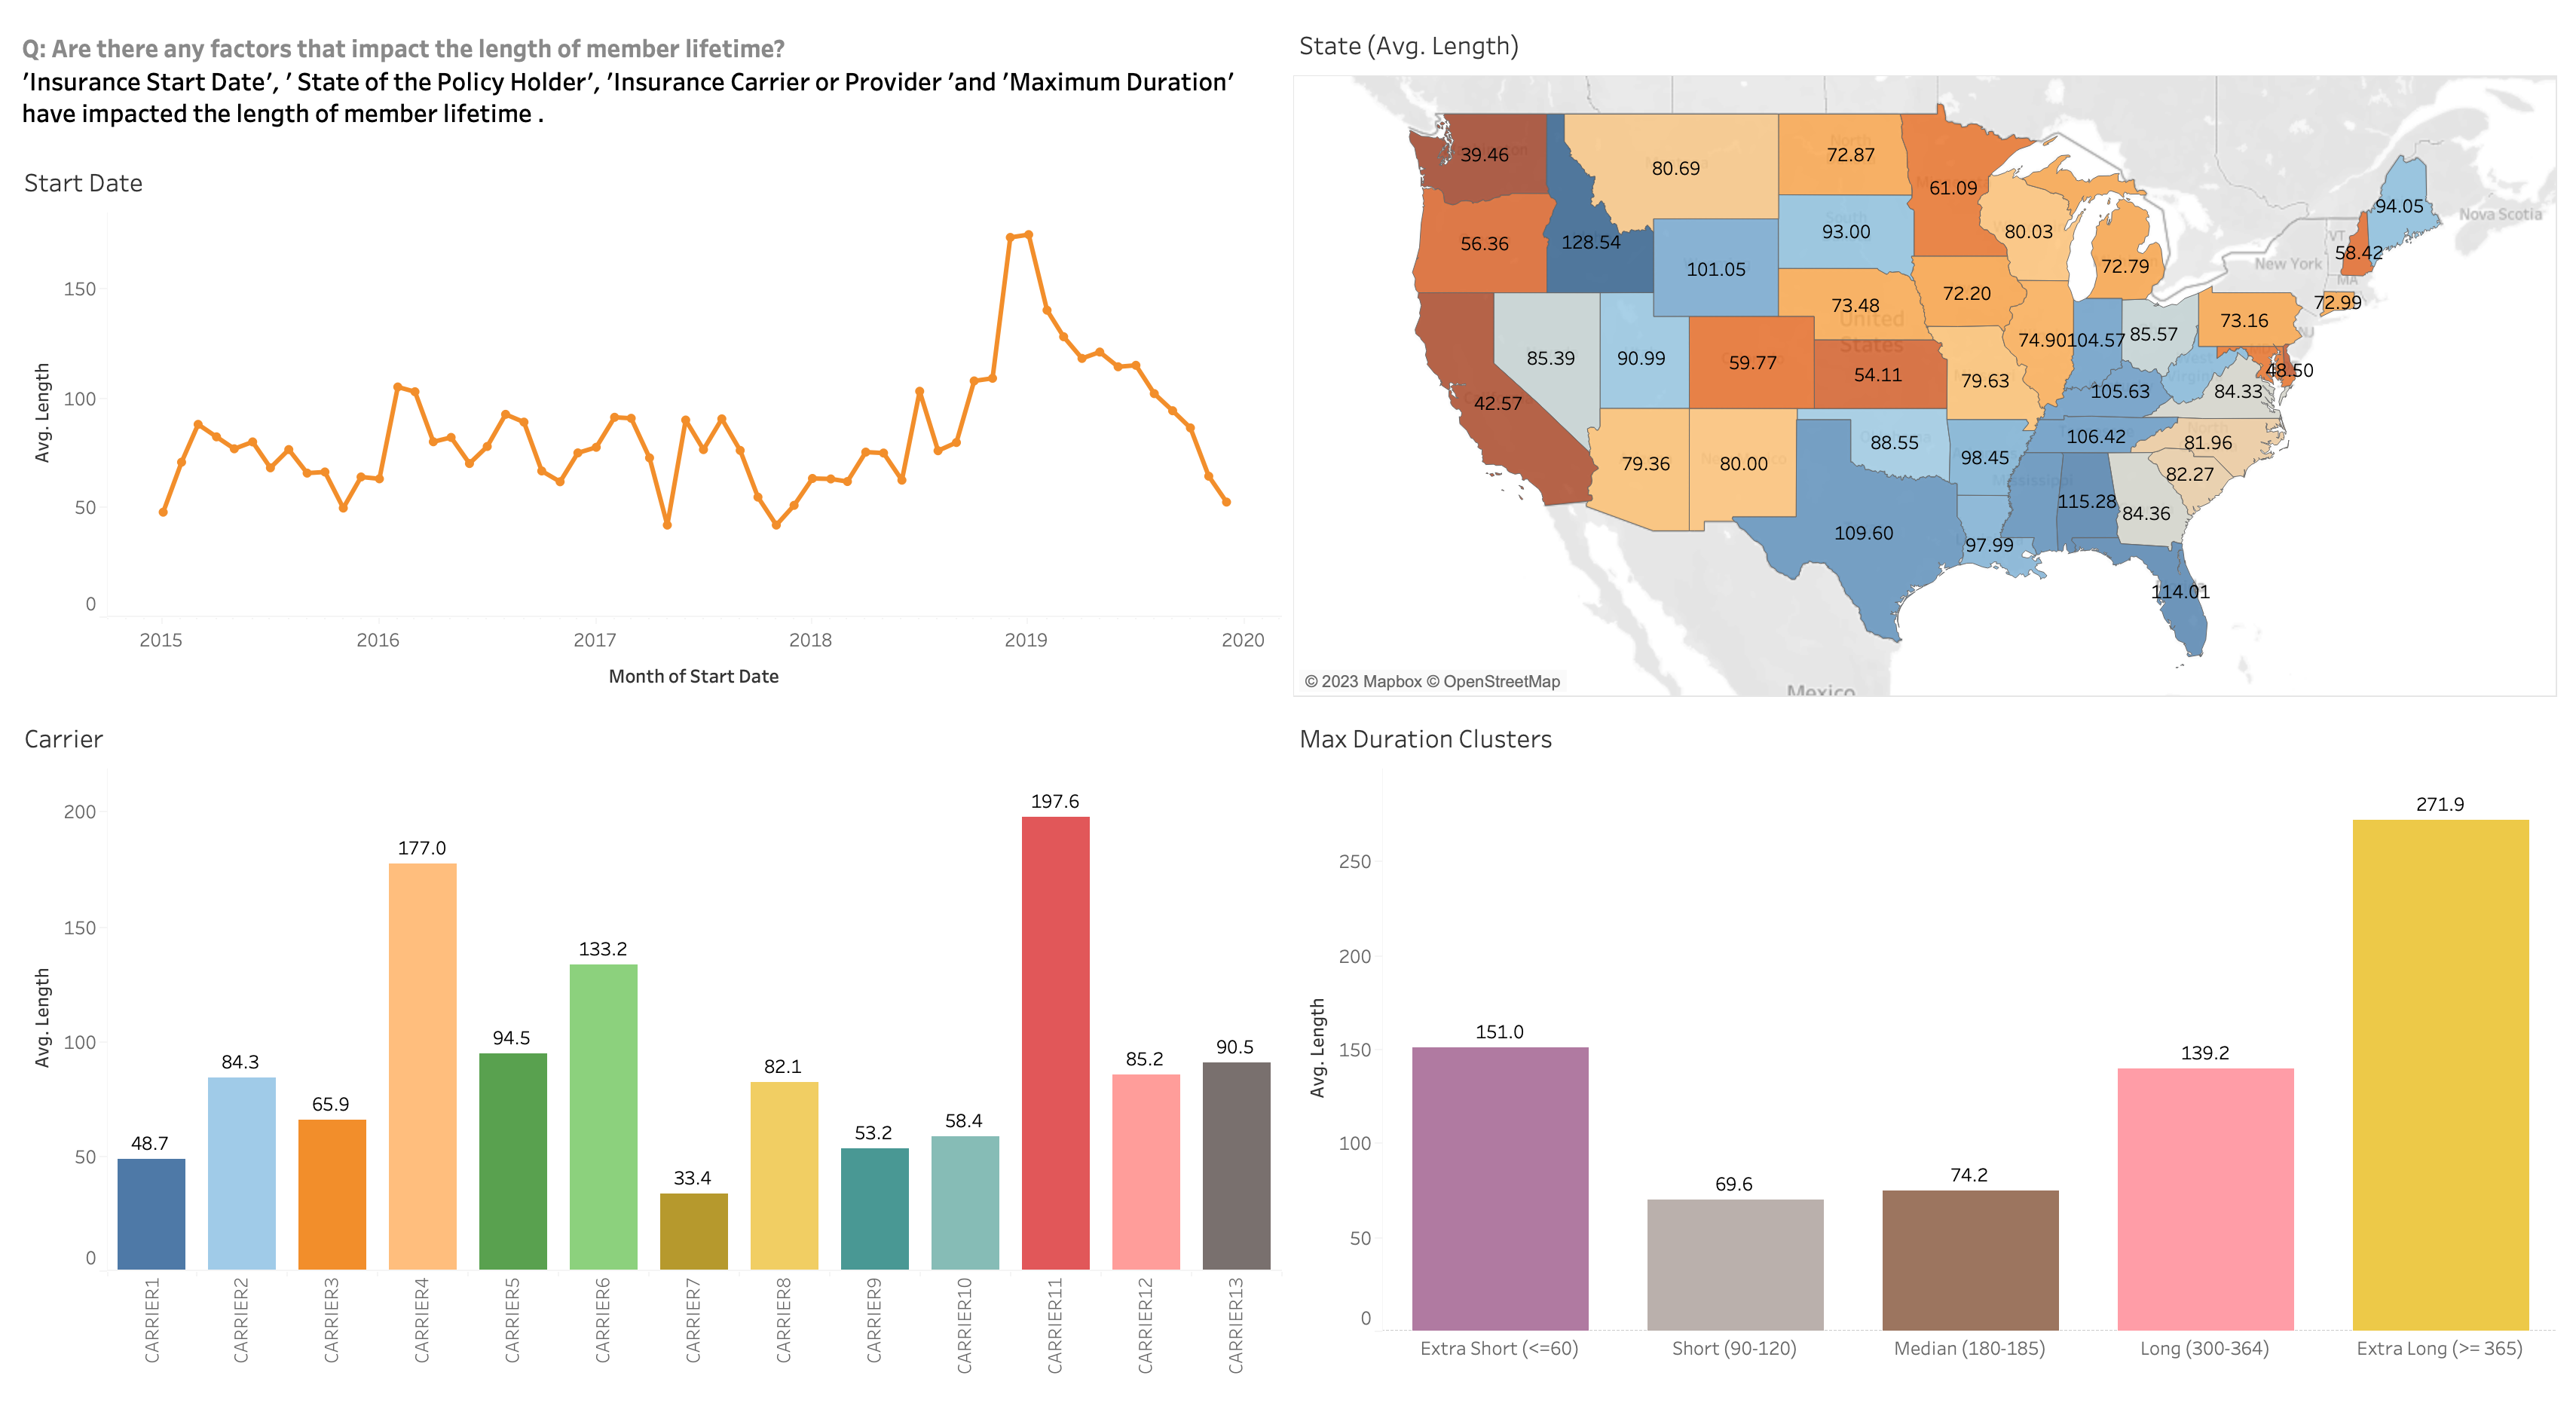 Q: Are there any factors that impact the length of member lifetime?
'Insurance Start Date', ' State of the Policy Holder', 'Insurance Carrier or Provider 'and 'Maximum Duration'
have impacted the length of member lifetime .
Start Date
Avg. Length
150
100
50
0
2015 2016 2017 2018 2019 2020
Month of Start Date
State (Avg. Length)
39.46
80.69
72.87
61.09
56.36
128.54
101.05
93.00
80.03
94.05
Nova Scotia
VT
58.42
New York
MA
72.79
72.99
73.48
72.20
United
States
73.16
NJ
85.39
90.99
59.77
54.11
79.63
74.90
104.57
85.57
48.50
42.57
105.63
84.33
79.36
80.00
88.55
98.45
106.42
81.96
82.27
109.60
97.99
115.28
84.36
114.01
Mexico
© 2023 Mapbox © OpenStreetMap
Carrier
Avg. Length
200
150
100
50
0
48.7
84.3
65.9
177.0
94.5
133.2
33.4
82.1
53.2
58.4
197.6
85.2
90.5
CARRIER1
CARRIER2
CARRIER3
CARRIER4
CARRIER5
CARRIER6
CARRIER7
CARRIER8
CARRIER9
CARRIER10
CARRIER11
CARRIER12
CARRIER13
Max Duration Clusters
Avg. Length
250
200
150
100
50
0
151.0
69.6
74.2
139.2
271.9
Extra Short (<=60)
Short (90-120)
Median (180-185)
Long (300-364)
Extra Long (>= 365)